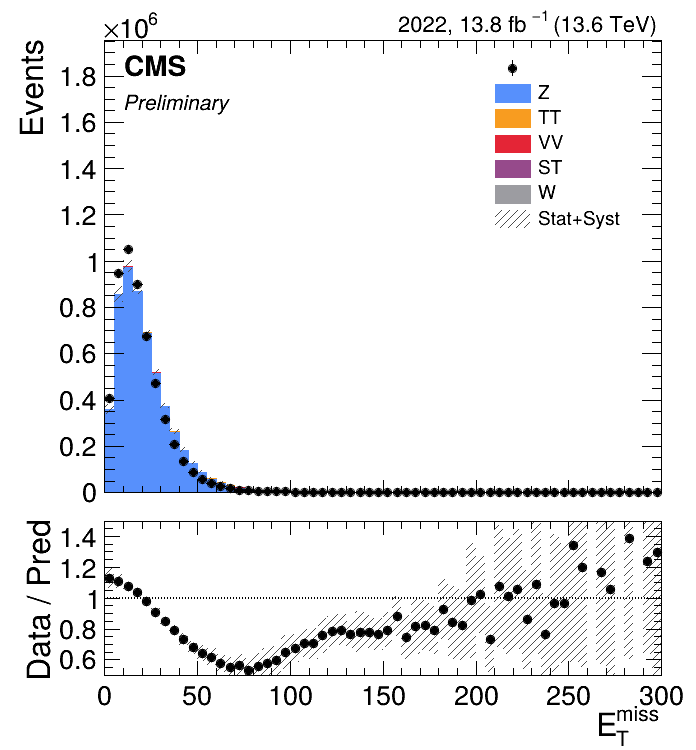 ×10⁶
2022, 13.8 fb⁻¹ (13.6 TeV)
Events
CMS
Preliminary
Z
TT
VV
ST
W
Stat+Syst
1.8
1.6
1.4
1.2
1
0.8
0.6
0.4
0.2
0
Data / Pred
1.4
1.2
1
0.8
0.6
0 50 100 150 200 250 300
E_T^miss